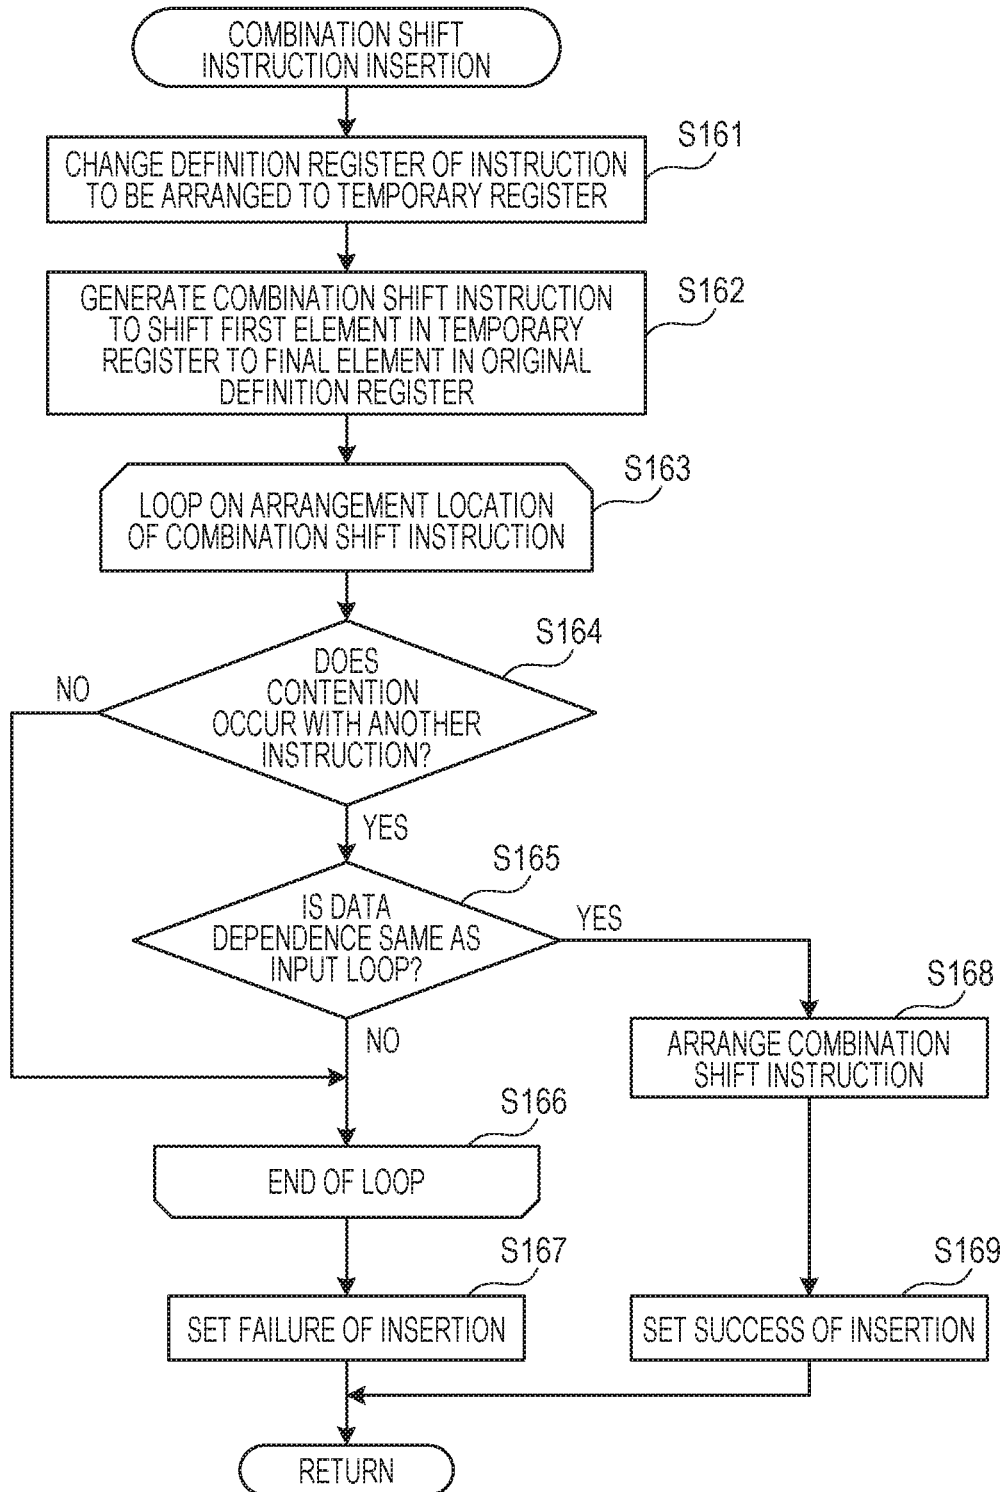 COMBINATION SHIFT
INSTRUCTION INSERTION
S161
CHANGE DEFINITION REGISTER OF INSTRUCTION
TO BE ARRANGED TO TEMPORARY REGISTER
S162
GENERATE COMBINATION SHIFT INSTRUCTION
TO SHIFT FIRST ELEMENT IN TEMPORARY
REGISTER TO FINAL ELEMENT IN ORIGINAL
DEFINITION REGISTER
S163
LOOP ON ARRANGEMENT LOCATION
OF COMBINATION SHIFT INSTRUCTION
S164
DOES
CONTENTION
OCCUR WITH ANOTHER
INSTRUCTION?
NO
YES
S165
IS DATA
DEPENDENCE SAME AS
INPUT LOOP?
YES
NO
S168
ARRANGE COMBINATION
SHIFT INSTRUCTION
S166
END OF LOOP
S167
SET FAILURE OF INSERTION
S169
SET SUCCESS OF INSERTION
RETURN